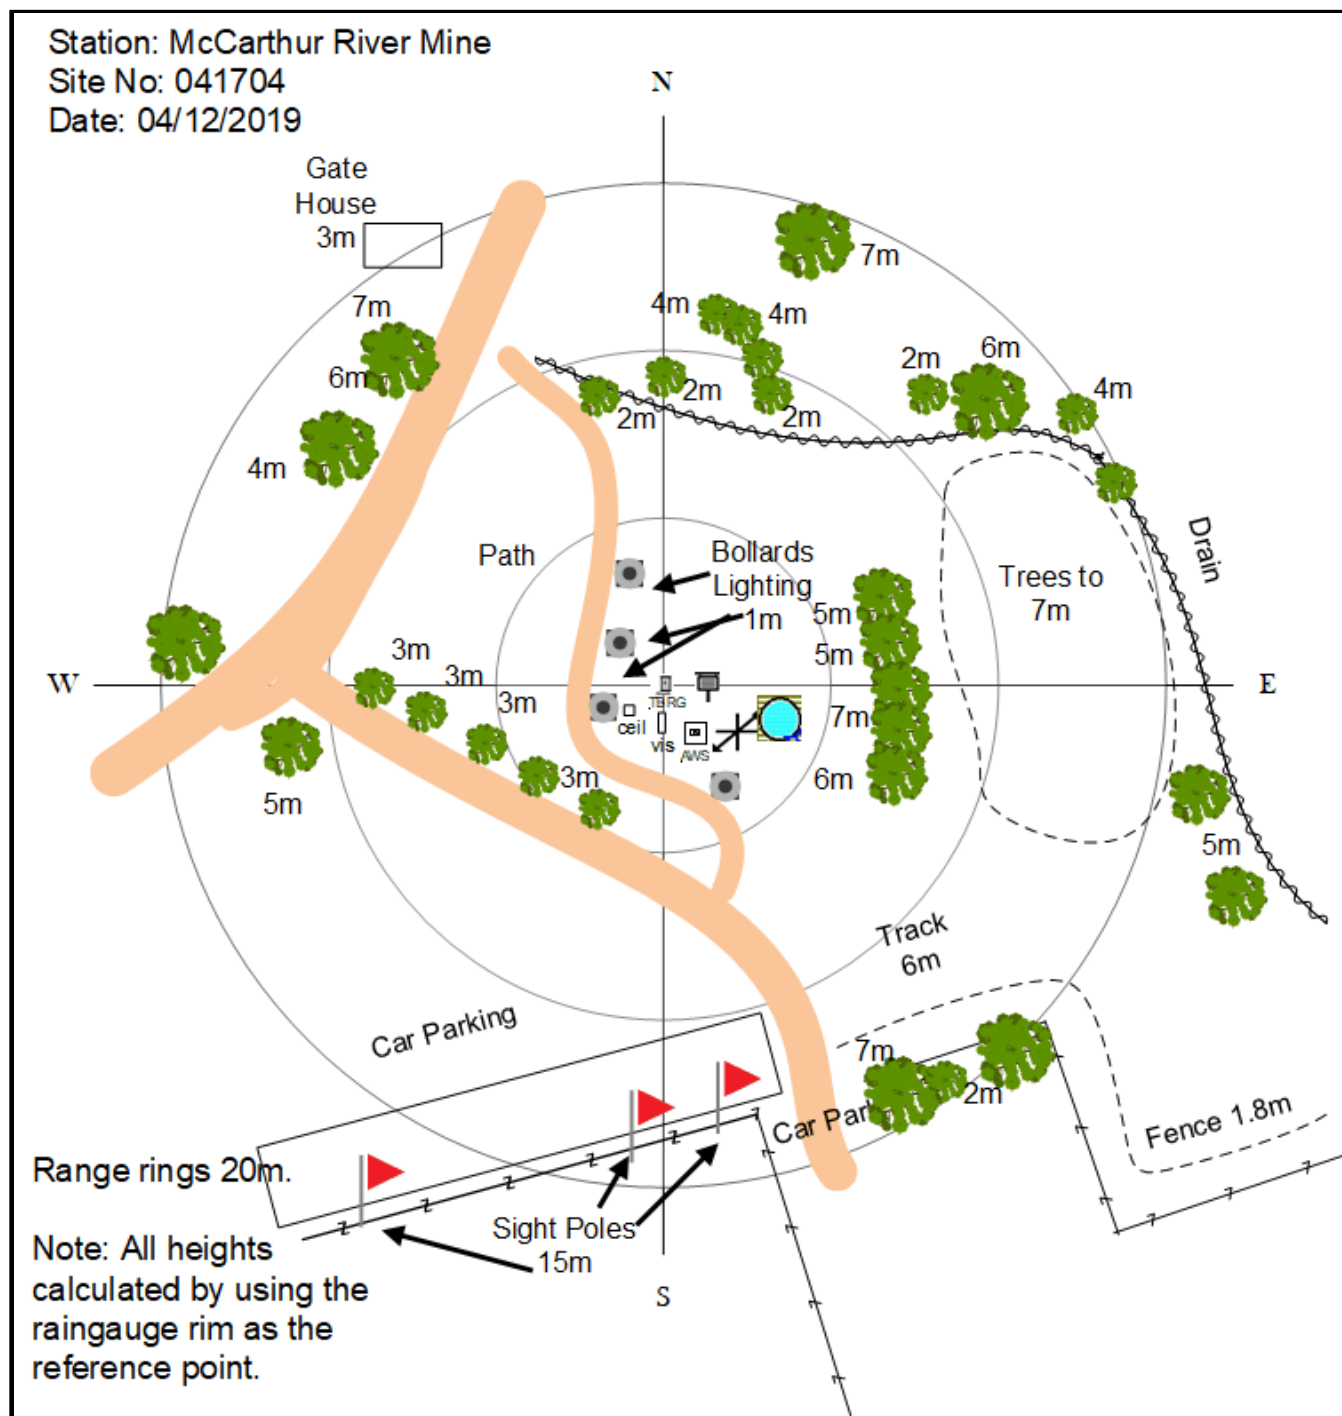 Station: McCarthur River Mine
Site No: 041704
Date: 04/12/2019
N
Gate
House
3m
7m
7m
4m
4m
6m
6m
2m
2m
4m
2m
2m
4m
Drain
Path
Bollards
Lighting
1m
Trees to
7m
5m
3m
5m
3m
W
E
3m
TBRG
7m
ceil
vis
AWS
3m
6m
5m
5m
Track
6m
Car Parking
7m
2m
Car Park
Fence 1.8m
Range rings 20m.
Sight Poles
15m
Note: All heights
calculated by using the
raingauge rim as the
reference point.
S